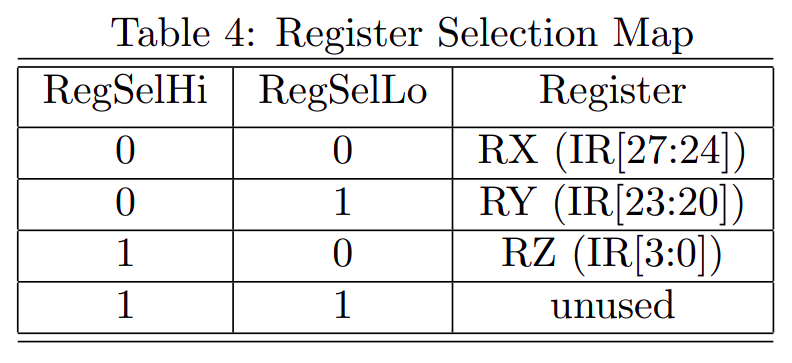 Table 4: Register Selection Map
RegSelHi RegSelLo Register
0 0 RX (IR[27:24])
0 1 RY (IR[23:20])
1 0 RZ (IR[3:0])
1 1 unused